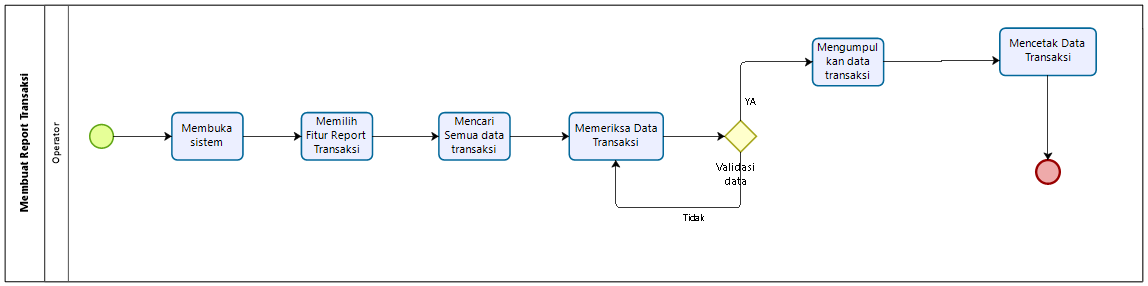 Membuat Report Transaksi
Operator
Membuka
sistem
Memilih
Fitur Report
Transaksi
Mencari
Semua data
transaksi
Memeriksa Data
Transaksi
Validasi
data
YA
Tidak
Mengumpul
kan data
transaksi
Mencetak Data
Transaksi